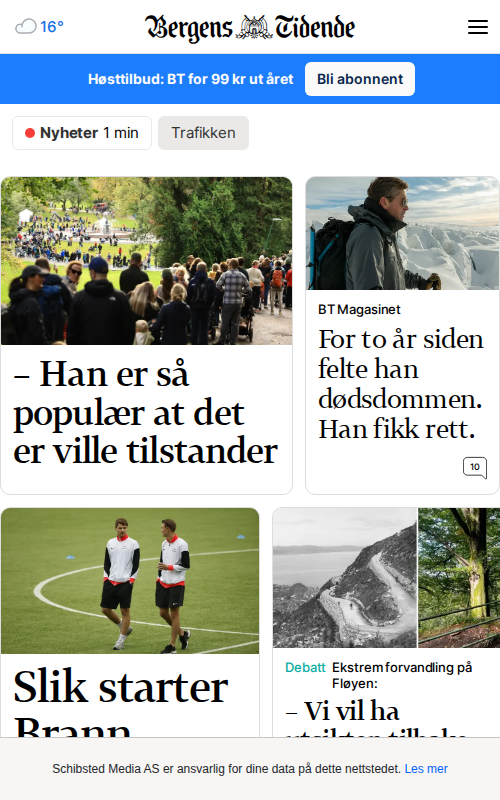 16°
Bergens Tidende
Høsttilbud: BT for 99 kr ut året
Bli abonnent
Nyheter 1 min
Trafikken
– Han er så
populær at det
er ville tilstander
BT Magasinet
For to år siden
felte han
dødsdommen.
Han fikk rett.
10
Slik starter
Brann
Debatt Ekstrem forvandling på
Fløyen:
– Vi vil ha
utsikten tilbake
Schibsted Media AS er ansvarlig for dine data på dette nettstedet. Les mer